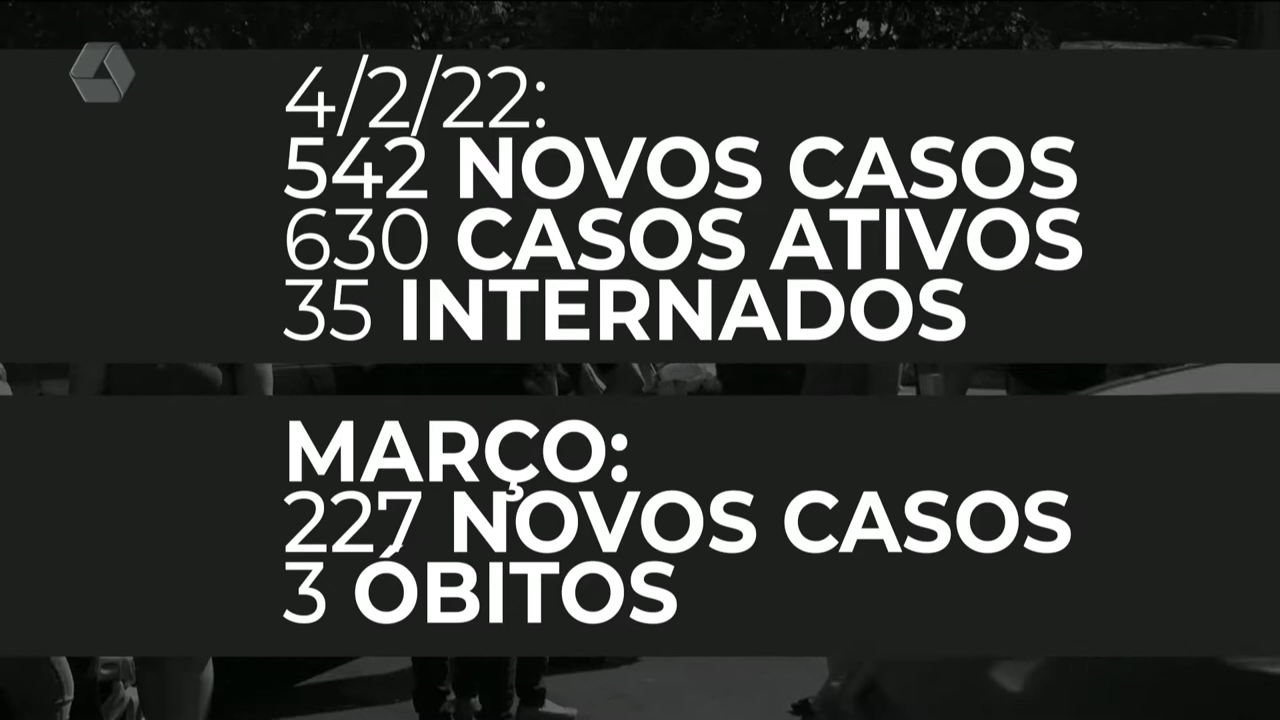 4/2/22:
542 NOVOS CASOS
630 CASOS ATIVOS
35 INTERNADOS
MARÇO:
227 NOVOS CASOS
3 ÓBITOS